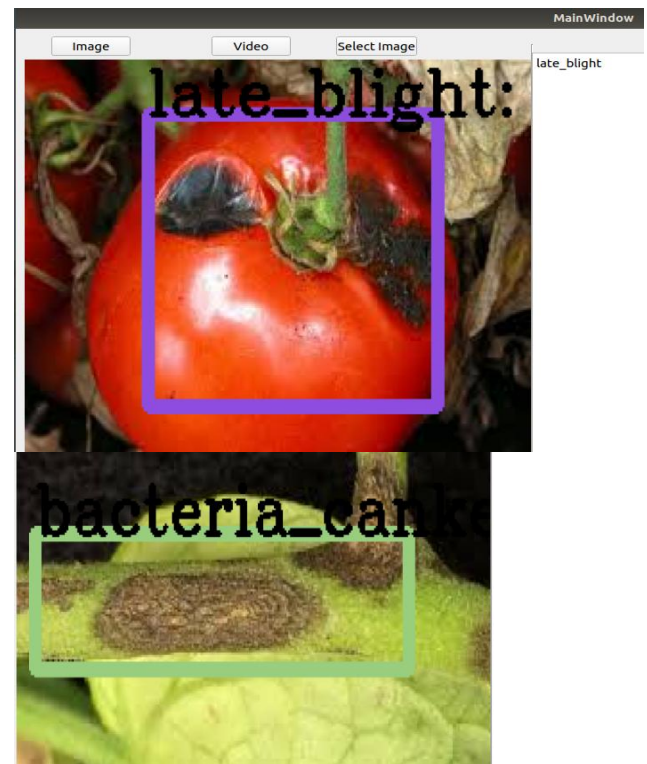 MainWindow
Image
Video
Select Image
late_blight
late_blight:
bacteria_canke